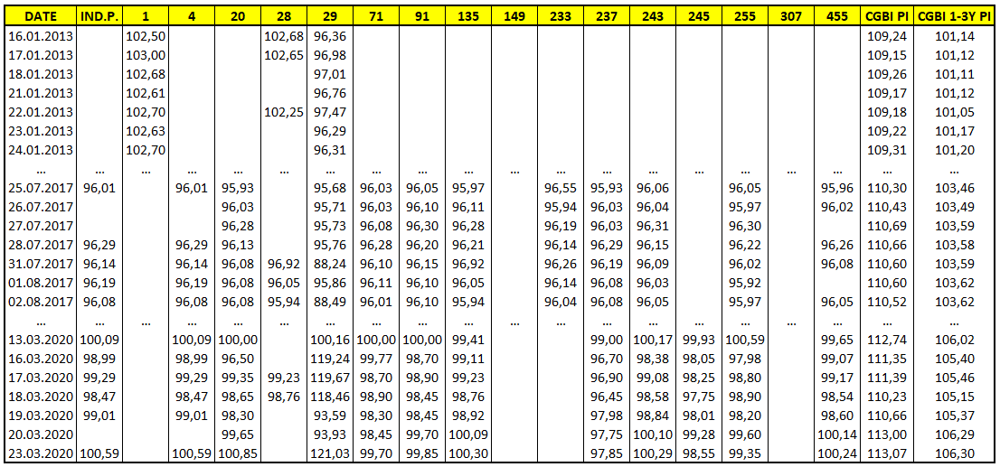 DATE IND.P. 1 4 20 28 29 71 91 135 149 233 237 243 245 255 307 455 CGBI PI CGBI 1-3Y PI
16.01.2013 102,50 102,68 96,36 109,24 101,14
17.01.2013 103,00 102,65 96,98 109,15 101,12
18.01.2013 102,68 97,01 109,26 101,11
21.01.2013 102,61 96,76 109,17 101,12
22.01.2013 102,70 102,25 97,47 109,18 101,05
23.01.2013 102,63 96,29 109,22 101,17
24.01.2013 102,70 96,31 109,31 101,20
... ... ... ... ... ... ... ... ... ... ... ... ... ... ... ... ... ... ... ...
25.07.2017 96,01 96,01 95,93 95,68 96,03 96,05 95,97 96,55 95,93 96,06 96,05 95,96 110,30 103,46
26.07.2017 96,03 95,71 96,03 96,10 96,11 95,94 96,03 96,04 95,97 96,02 110,43 103,49
27.07.2017 96,28 95,73 96,08 96,30 96,28 96,19 96,03 96,31 96,30 110,69 103,59
28.07.2017 96,29 96,29 96,13 95,76 96,28 96,20 96,21 96,14 96,29 96,15 96,22 96,26 110,66 103,58
31.07.2017 96,14 96,14 96,08 96,92 88,24 96,10 96,15 96,92 96,26 96,19 96,09 96,02 96,08 110,60 103,59
01.08.2017 96,19 96,19 96,08 96,05 95,86 96,11 96,10 96,05 96,14 96,08 96,03 95,92 110,60 103,62
02.08.2017 96,08 96,08 96,08 95,94 88,49 96,01 96,10 95,94 96,04 96,08 96,05 95,97 96,05 110,52 103,62
... ... ... ... ... ... ... ... ... ... ... ... ... ... ... ... ... ... ... ...
13.03.2020 100,09 100,09 100,00 100,16 100,00 100,00 99,41 99,00 100,17 99,93 100,59 99,65 112,74 106,02
16.03.2020 98,99 98,99 96,50 119,24 99,77 98,70 99,11 96,70 98,38 98,05 97,98 99,07 111,35 105,40
17.03.2020 99,29 99,29 99,35 99,23 119,67 98,70 98,90 99,23 96,90 99,08 98,25 98,80 99,17 111,39 105,46
18.03.2020 98,47 98,47 98,65 98,76 118,46 98,90 98,45 98,76 96,45 98,58 97,75 98,90 98,54 110,23 105,15
19.03.2020 99,01 99,01 98,30 93,59 98,30 98,45 98,92 97,98 98,84 98,01 98,20 98,60 110,66 105,37
20.03.2020 99,65 93,93 98,45 99,70 100,09 97,75 100,10 99,28 99,60 100,14 113,00 106,29
23.03.2020 100,59 100,59 100,85 121,03 99,70 99,85 100,30 97,85 100,29 98,55 99,35 100,24 113,07 106,30